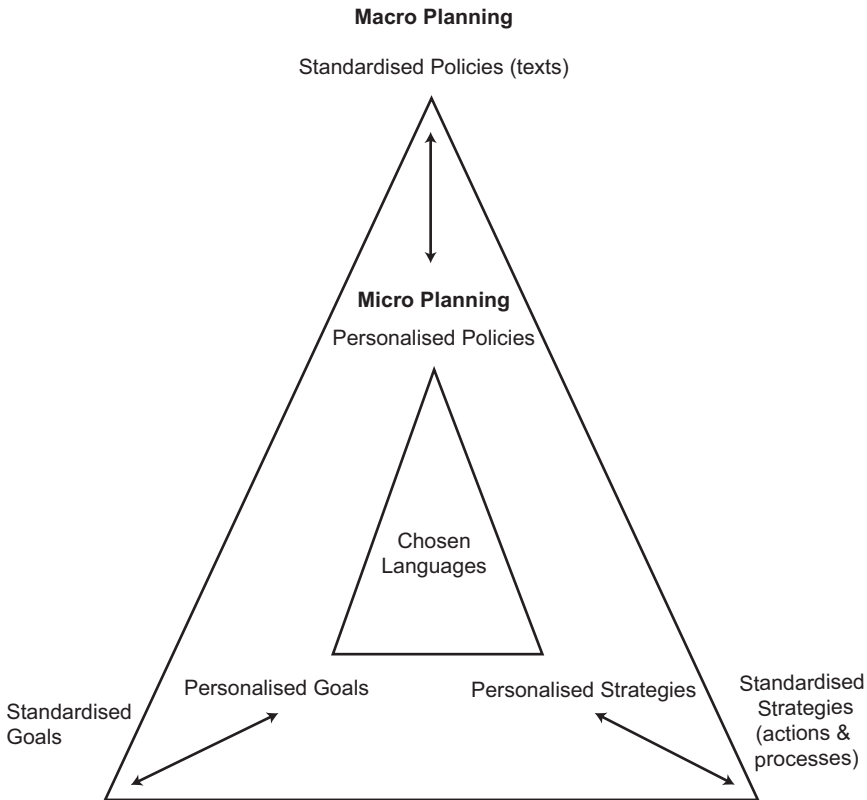 Macro Planning
Standardised Policies (texts)
Micro Planning
Personalised Policies
Chosen
Languages
Personalised Goals
Personalised Strategies
Standardised
Goals
Standardised
Strategies
(actions &
processes)